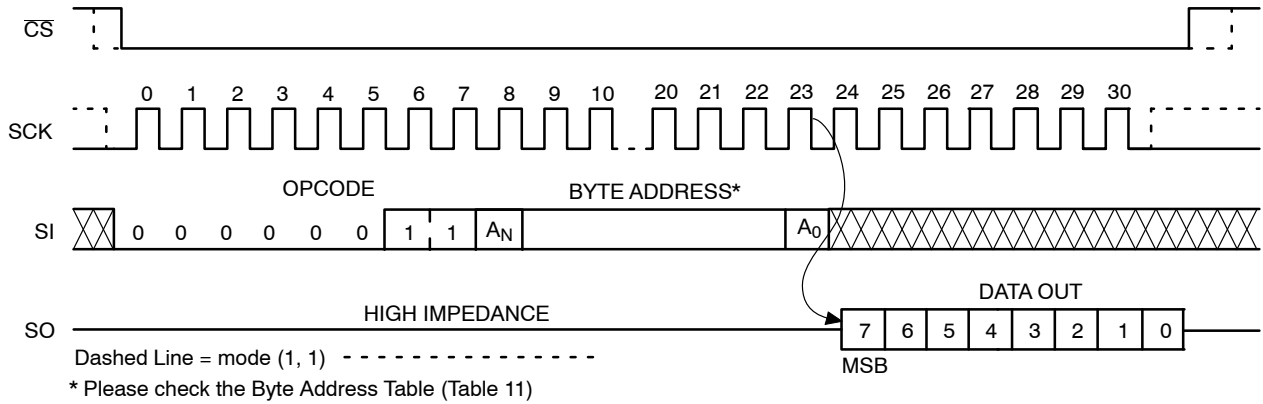 CS
0 1 2 3 4 5 6 7 8 9 10 20 21 22 23 24 25 26 27 28 29 30
SCK
OPCODE BYTE ADDRESS*
SI 0 0 0 0 0 0 1 1 AN A0
DATA OUT
HIGH IMPEDANCE
SO 7 6 5 4 3 2 1 0
Dashed Line = mode (1, 1)
MSB
* Please check the Byte Address Table (Table 11)